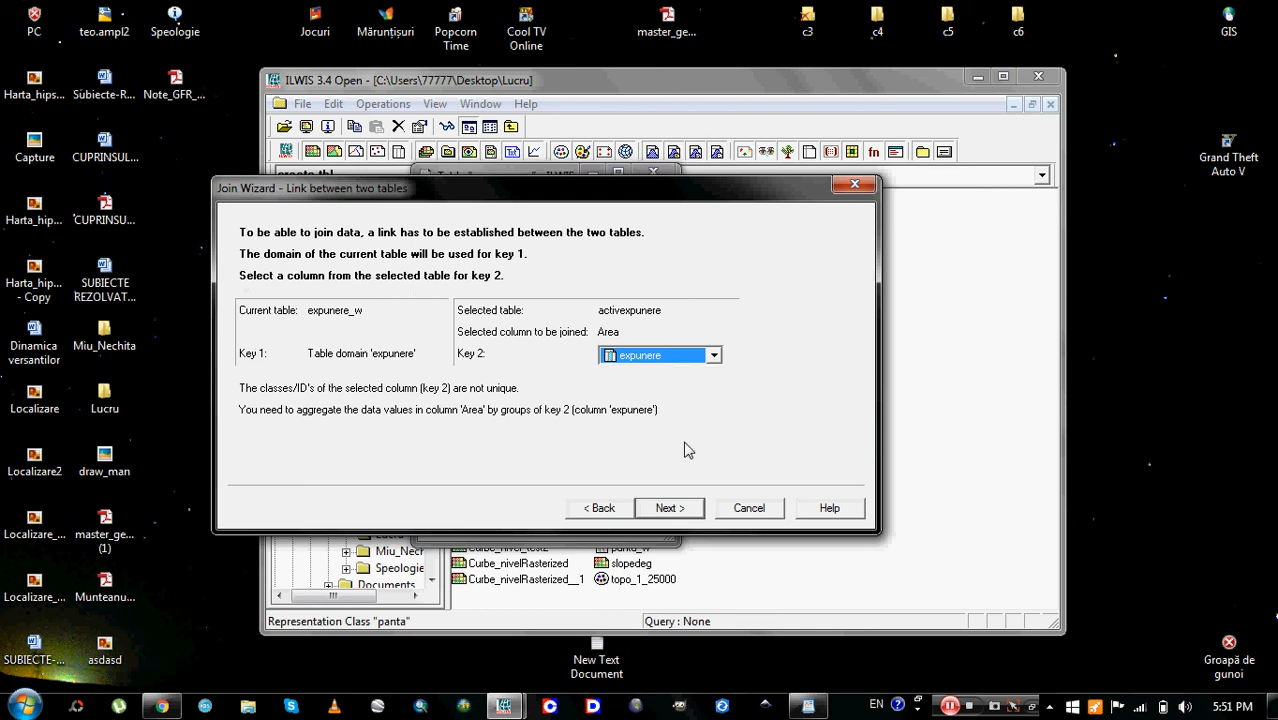 PC
teo.ampl2
Speologie
Jocuri
Mărunțișuri
Popcorn
Time
Cool TV
Online
master_ge...
c3
c4
c5
c6
GIS
Harta_hips...
Subiecte-R...
Note_GFR_...
Capture
CUPRINSUL...
Harta_hip...
CUPRINSU...
Harta_hip...
- Copy
SUBIECTE
REZOLVAT...
Dinamica
versantilor
Miu_Nechita
Localizare
Lucru
Localizare2
draw_man
Localizare_...
master_ge...
(1)
Localizare_...
Munteanu...
SUBIECTE-...
asdasd
New Text
Document
Grand Theft
Auto V
Groapă de
gunoi
ILWIS 3.4 Open - [C:\Users\77777\Desktop\Lucru]
File Edit Operations View Window Help
Join Wizard - Link between two tables
To be able to join data, a link has to be established between the two tables.
The domain of the current table will be used for key 1.
Select a column from the selected table for key 2.
Current table: expunere_w
Selected table: activexpunere
Selected column to be joined: Area
Key 1: Table domain 'expunere'
Key 2: expunere
The classes/ID's of the selected column (key 2) are not unique.
You need to aggregate the data values in column 'Area' by groups of key 2 (column 'expunere')
< Back Next > Cancel Help
Miu_Nech
Speologie
Documents
Curbe_nivelRasterized
slopedeg
Curbe_nivelRasterized__1
topo_1_25000
Representation Class "panta"
Query : None
EN
5:51 PM